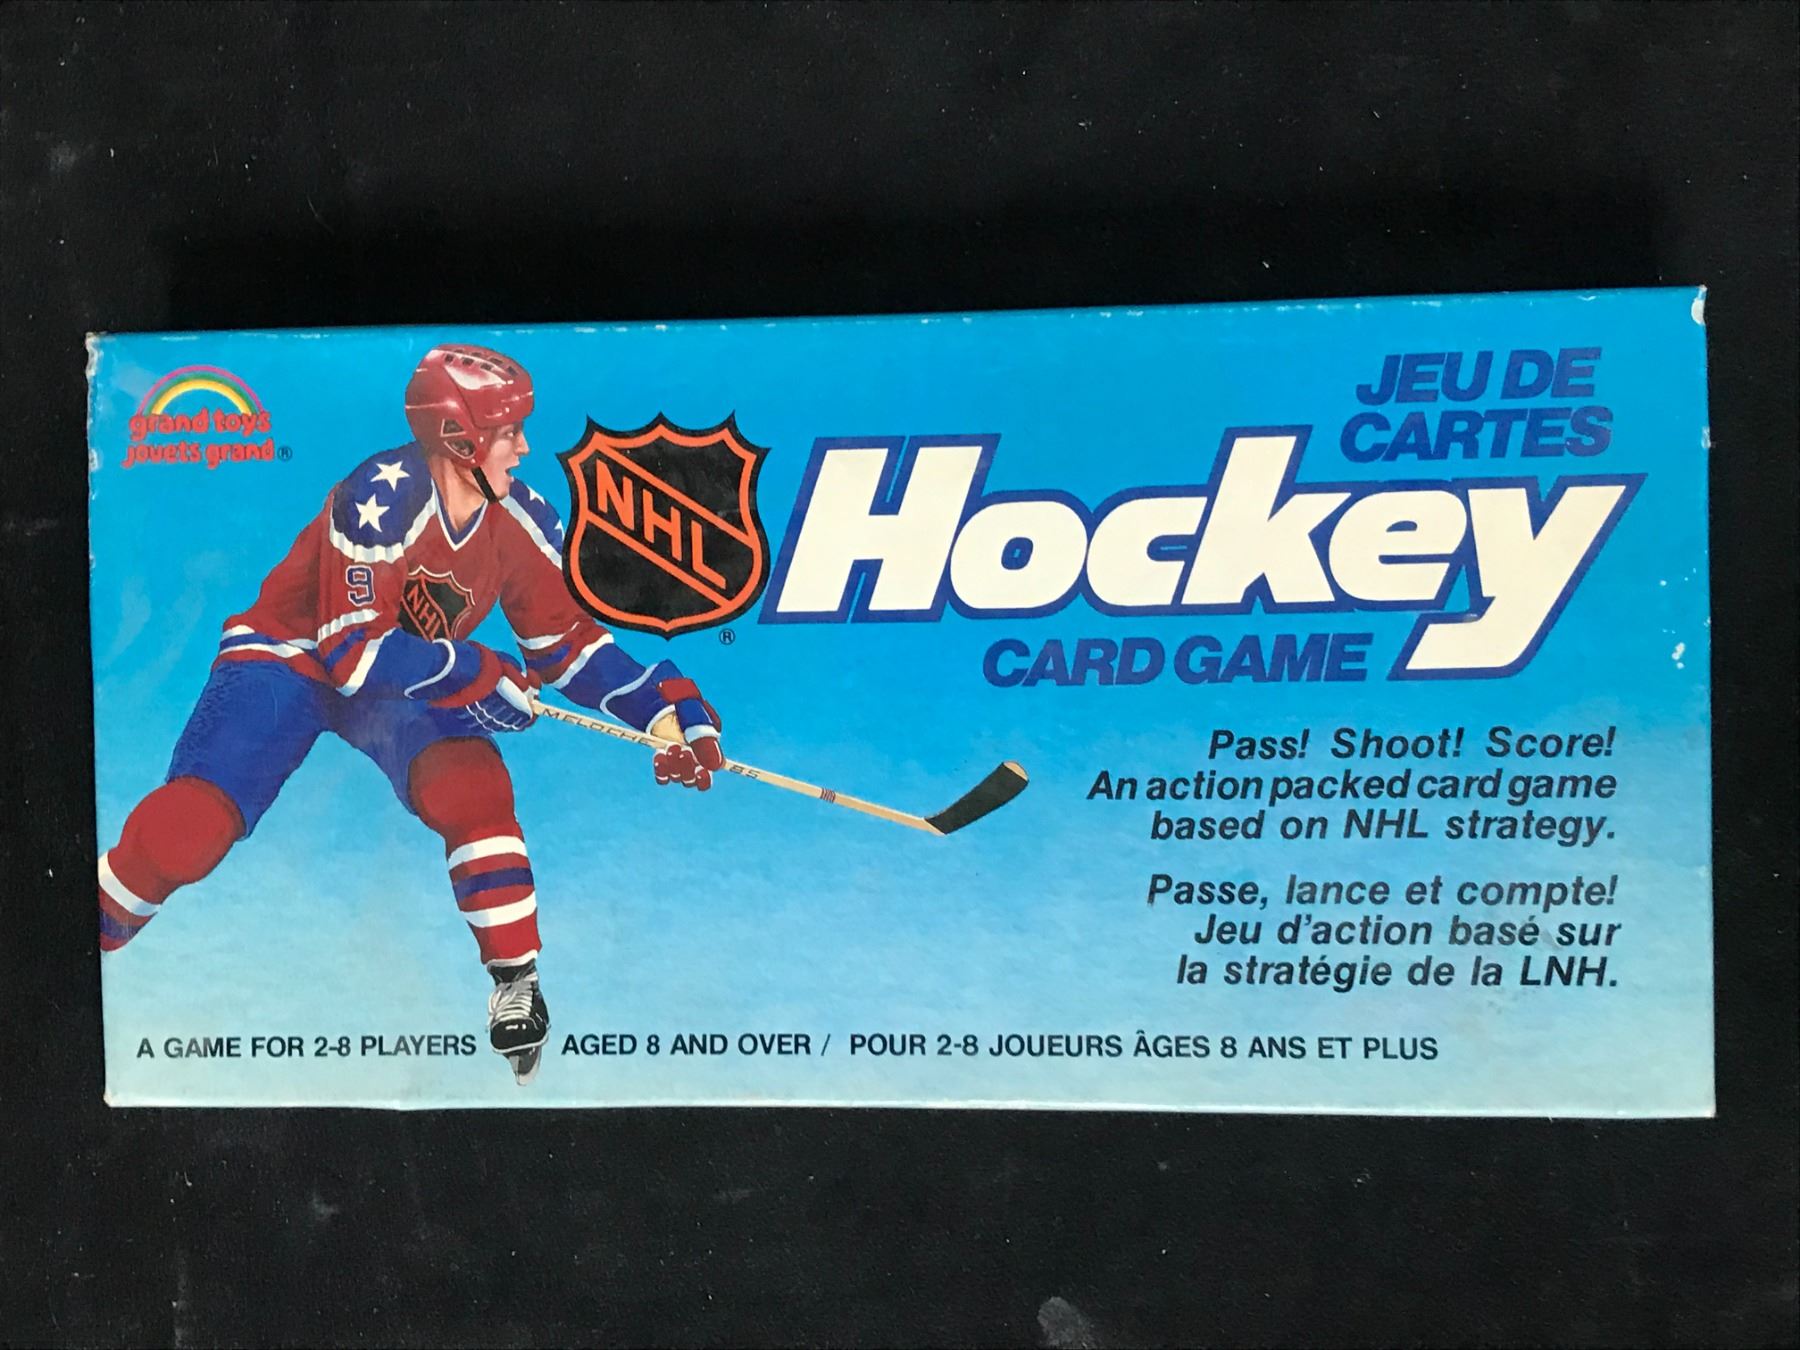 grand toys
jouets grand®
9
NHL
NHL
®
JEU DE
CARTES
Hockey
CARD GAME
MELOCHE 85
Pass! Shoot! Score!
An action packed card game
based on NHL strategy.
Passe, lance et compte!
Jeu d'action basé sur
la stratégie de la LNH.
A GAME FOR 2-8 PLAYERS AGED 8 AND OVER / POUR 2-8 JOUEURS ÂGES 8 ANS ET PLUS